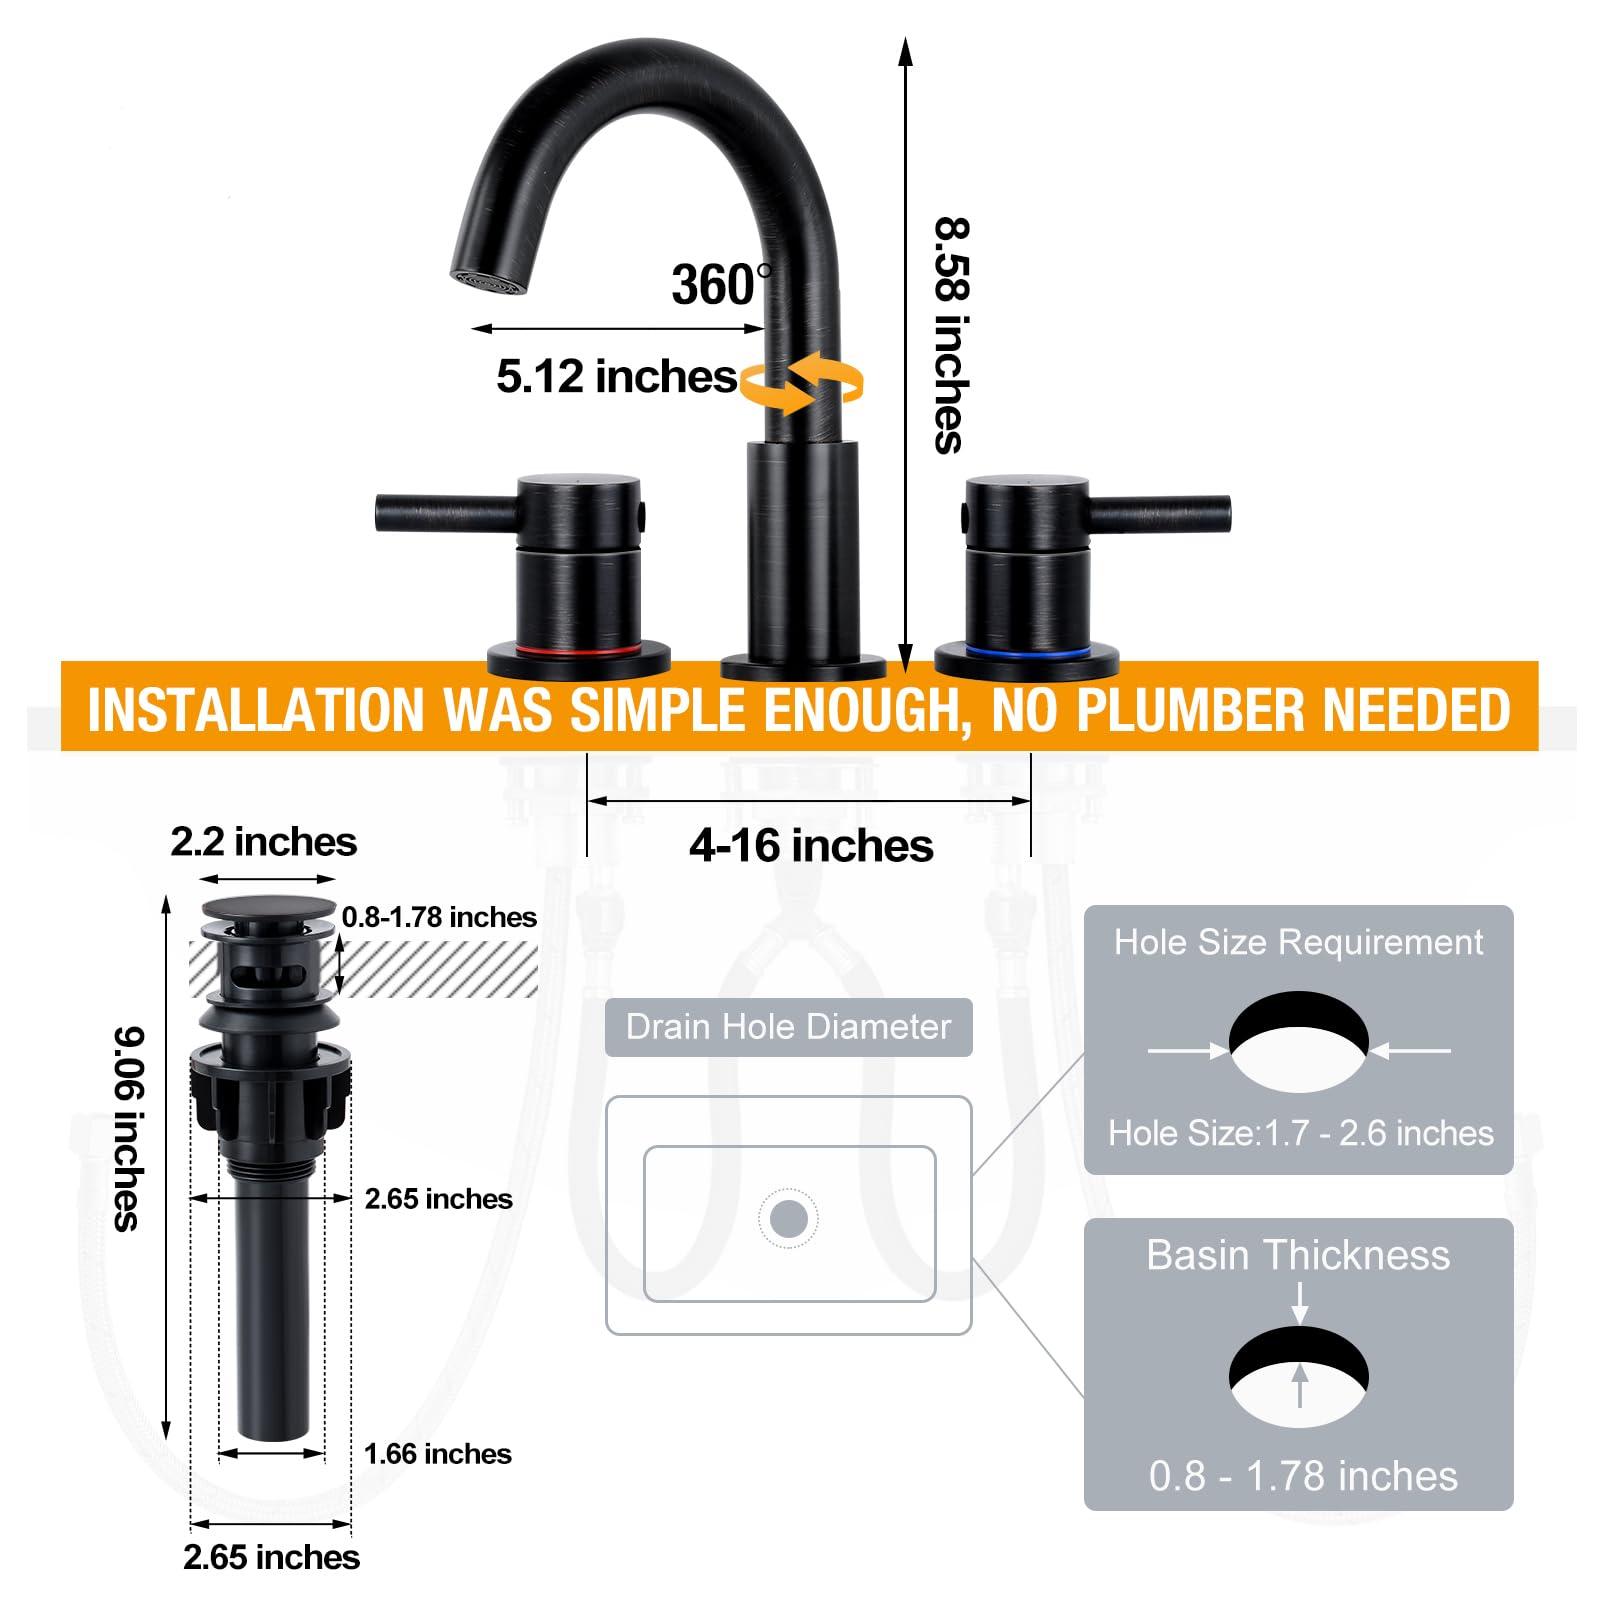 8.58 inches
360°
5.12 inches
INSTALLATION WAS SIMPLE ENOUGH, NO PLUMBER NEEDED
4-16 inches
2.2 inches
0.8-1.78 inches
9.06 inches
2.65 inches
1.66 inches
2.65 inches
Drain Hole Diameter
Hole Size Requirement
Hole Size:1.7 - 2.6 inches
Basin Thickness
0.8 - 1.78 inches